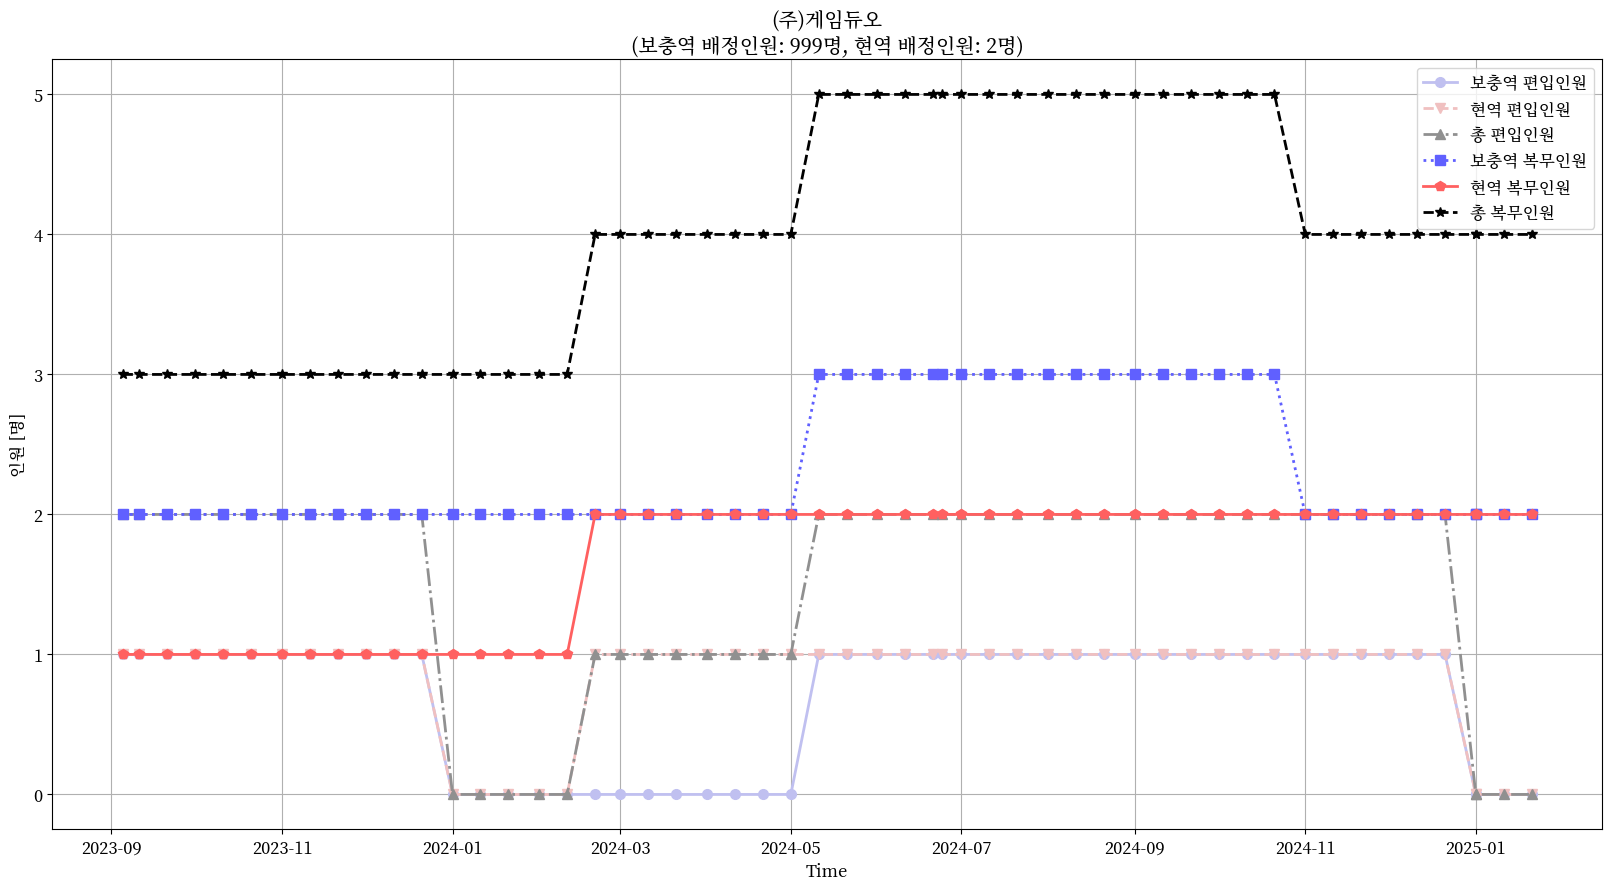 (주)게임듀오
(보충역 배정인원: 999명, 현역 배정인원: 2명)
보충역 편입인원
현역 편입인원
총 편입인원
보충역 복무인원
현역 복무인원
총 복무인원
인원 [명]
5
4
3
2
1
0
2023-09
2023-11
2024-01
2024-03
2024-05
2024-07
2024-09
2024-11
2025-01
Time